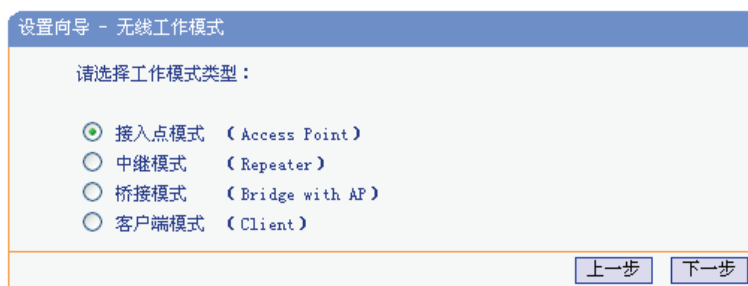 设置向导 - 无线工作模式
请选择工作模式类型：
接入点模式 （Access Point）
中继模式 （Repeater）
桥接模式 （Bridge with AP）
客户端模式 （Client）
上一步 下一步